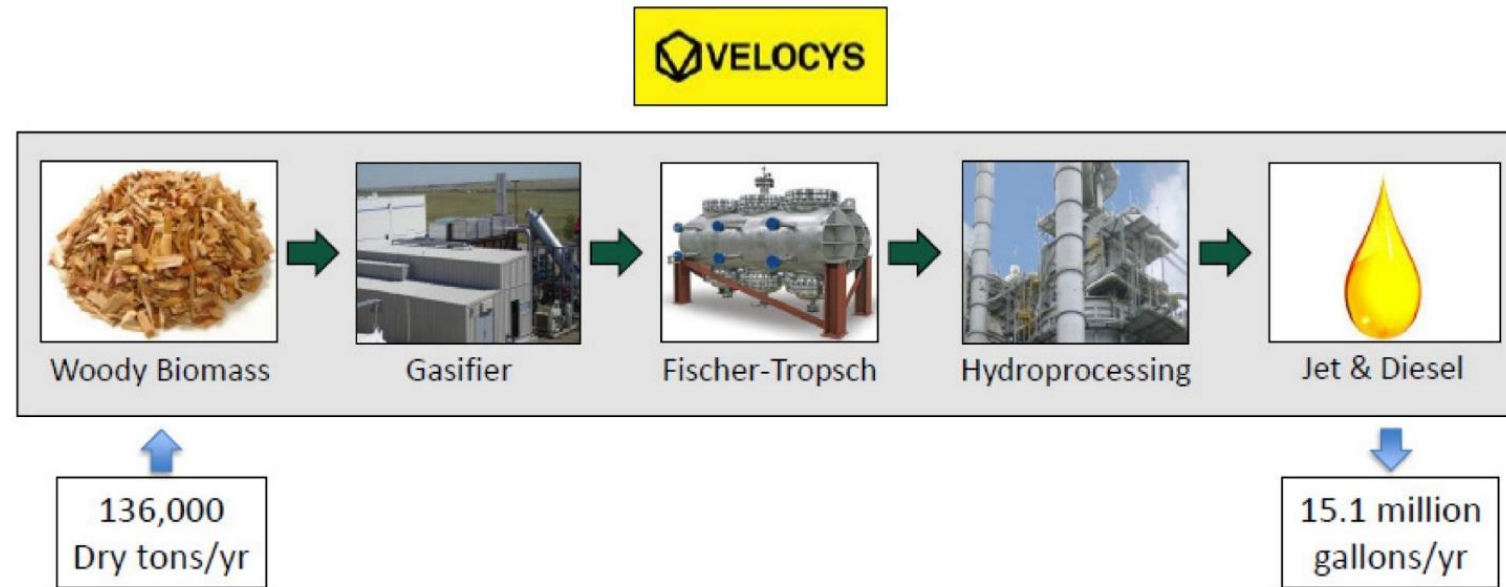 VELOCYS
Woody Biomass
Gasifier
Fischer-Tropsch
Hydroprocessing
Jet & Diesel
136,000
Dry tons/yr
15.1 million
gallons/yr